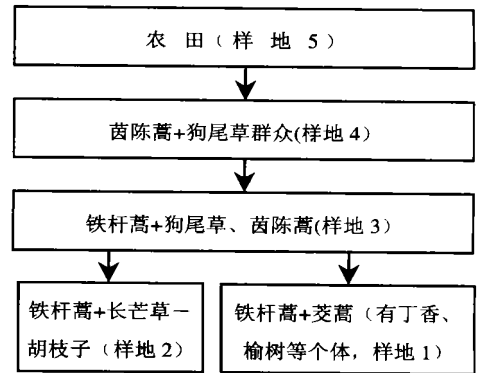 农 田（样 地 5）
茵陈蒿+狗尾草群众(样地4）
铁杆蒿+狗尾草、茵陈蒿(样地3）
铁杆蒿+长芒草－
胡枝子（样地2）
铁杆蒿+茭蒿（有丁香、
榆树等个体，样地1）